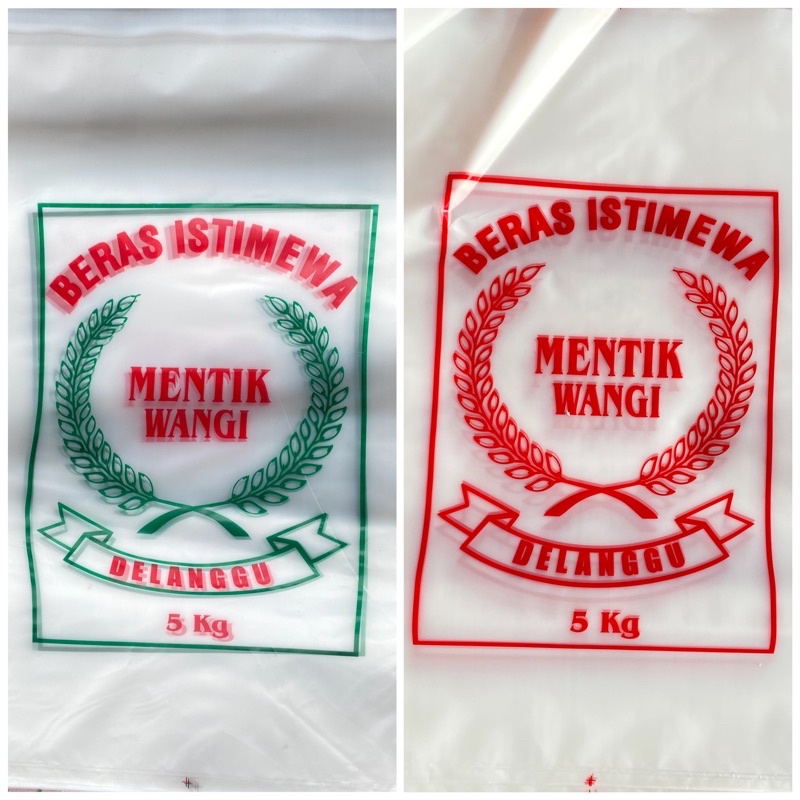 BERAS ISTIMEWA
MENTIK
WANGI
DELANGGU
5 Kg
BERAS ISTIMEWA
MENTIK
WANGI
DELANGGU
5 Kg